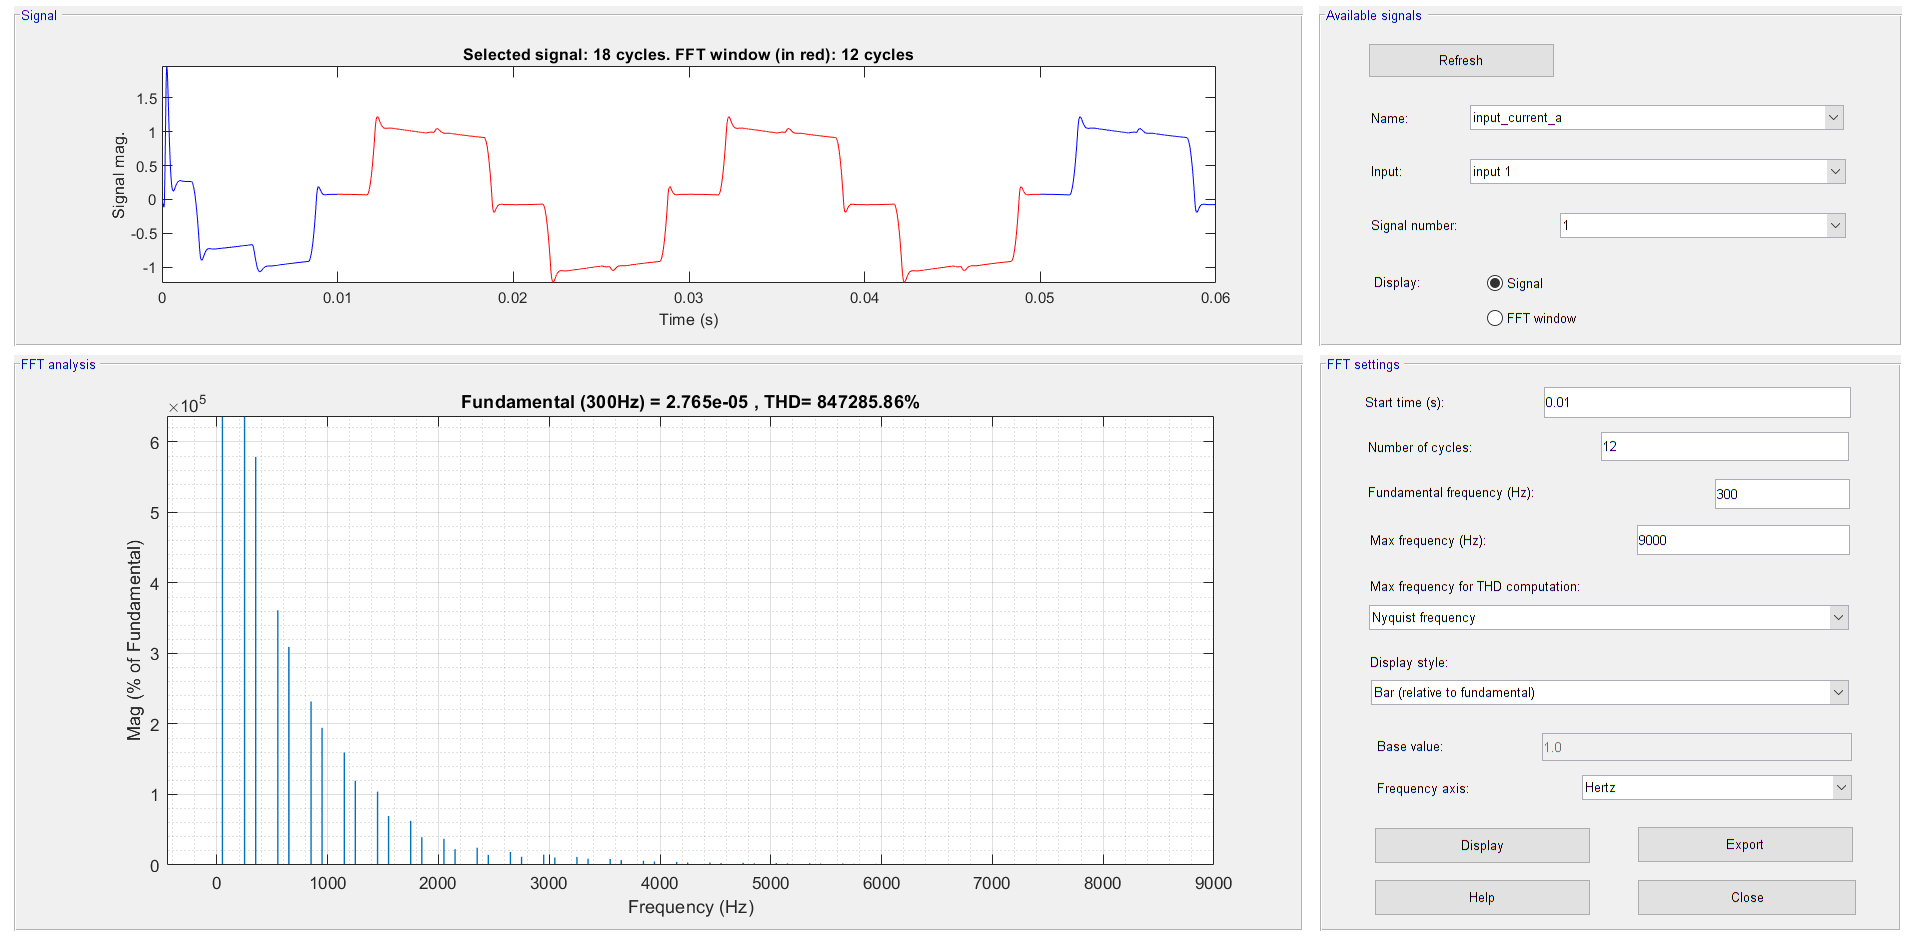 Signal
Selected signal: 18 cycles. FFT window (in red): 12 cycles
Signal mag.
1.5
1
0.5
0
-0.5
-1
0 0.01 0.02 0.03 0.04 0.05 0.06
Time (s)
Available signals
Refresh
Name: input_current_a
Input: input 1
Signal number: 1
Display: Signal
FFT window
FFT analysis
Fundamental (300Hz) = 2.765e-05 , THD= 847285.86%
×10^5
Mag (% of Fundamental)
6
5
4
3
2
1
0
0 1000 2000 3000 4000 5000 6000 7000 8000 9000
Frequency (Hz)
FFT settings
Start time (s): 0.01
Number of cycles: 12
Fundamental frequency (Hz): 300
Max frequency (Hz): 9000
Max frequency for THD computation:
Nyquist frequency
Display style:
Bar (relative to fundamental)
Base value: 1.0
Frequency axis: Hertz
Display Export
Help Close